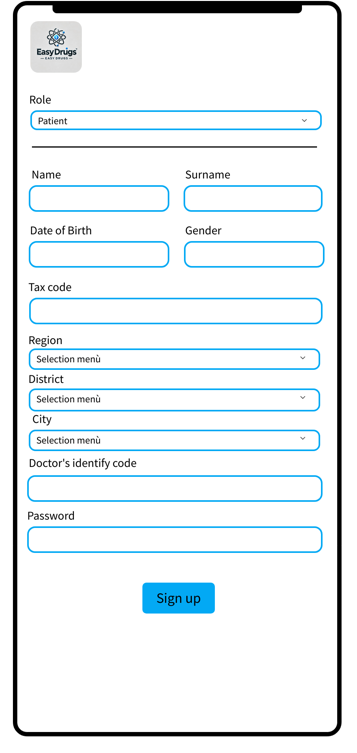 EasyDrugs
EASY DRUGS
Role
Patient
Name Surname
Date of Birth Gender
Tax code
Region
Selection menù
District
Selection menù
City
Selection menù
Doctor's identify code
Password
Sign up